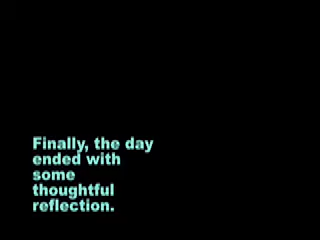 Finally, the day
ended with
some
thoughtful
reflection.